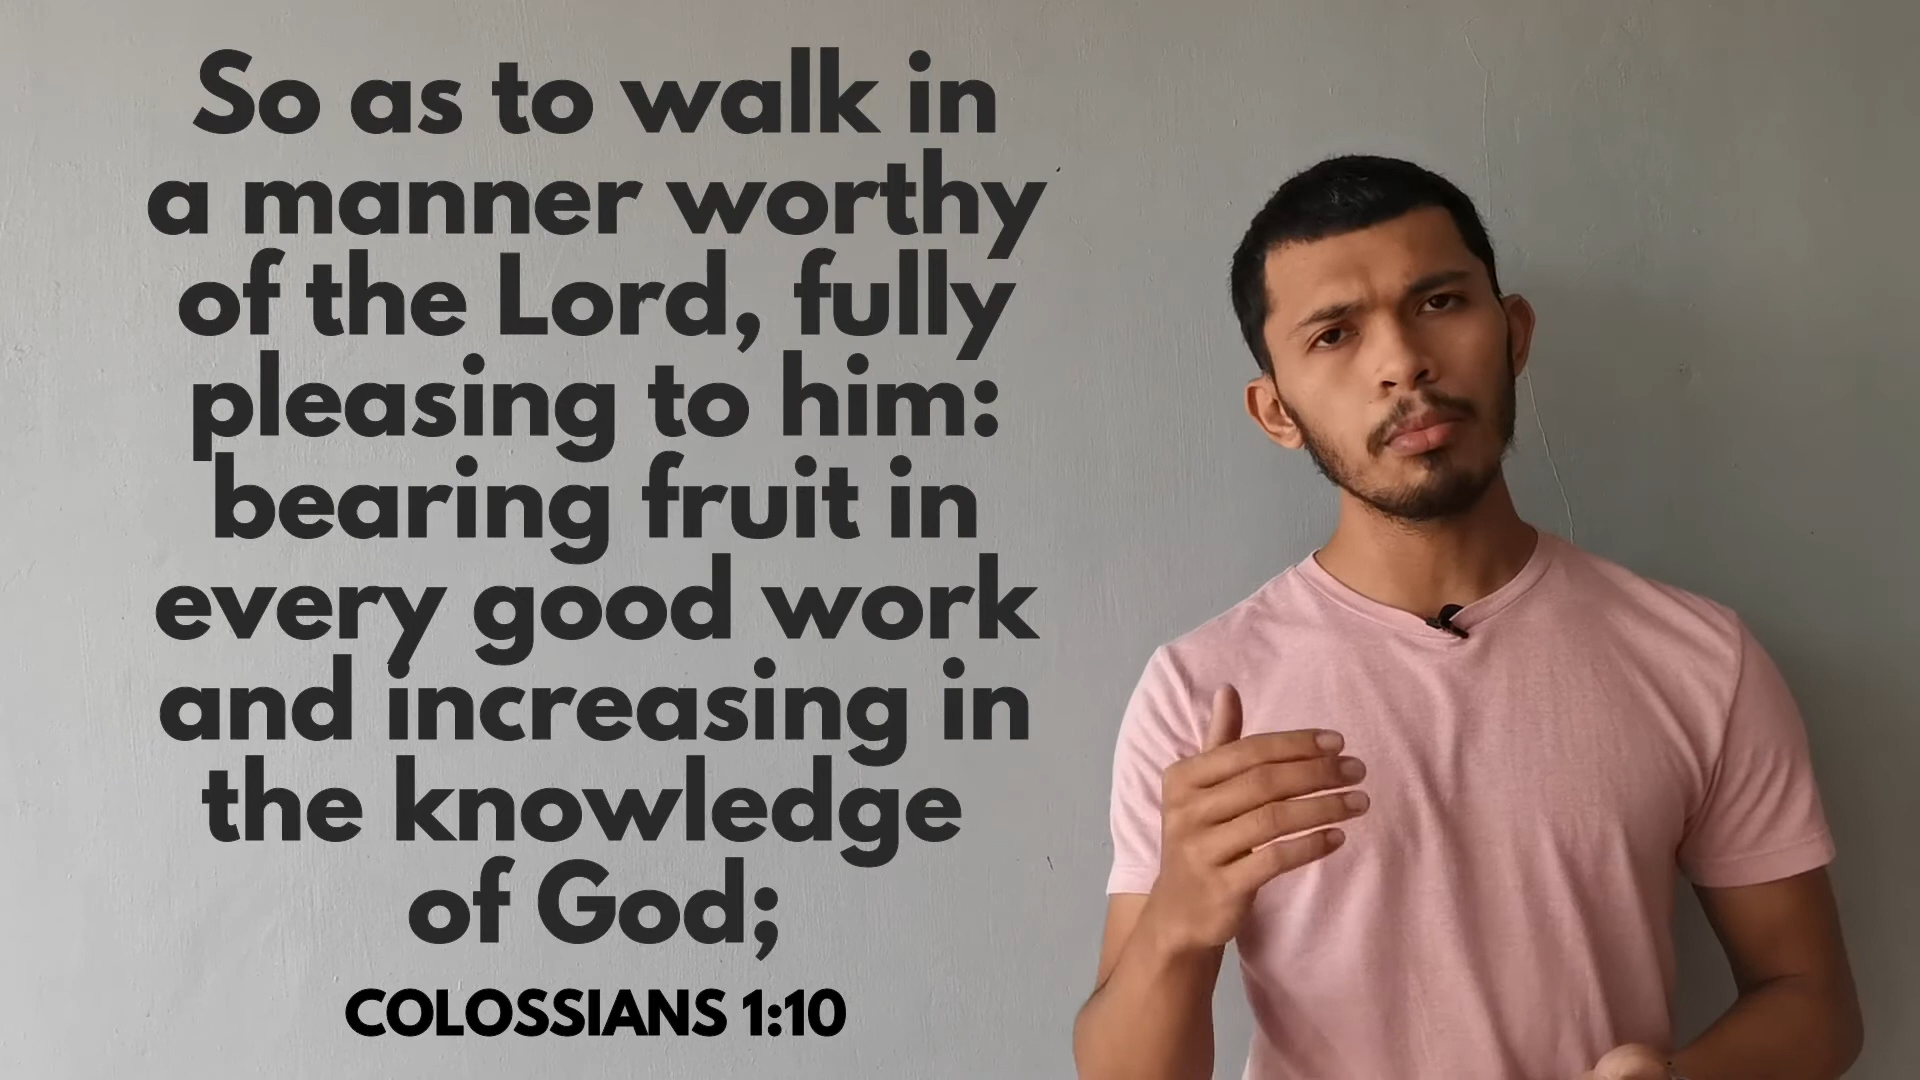 So as to walk in
a manner worthy
of the Lord, fully
pleasing to him:
bearing fruit in
every good work
and increasing in
the knowledge
of God;
COLOSSIANS 1:10